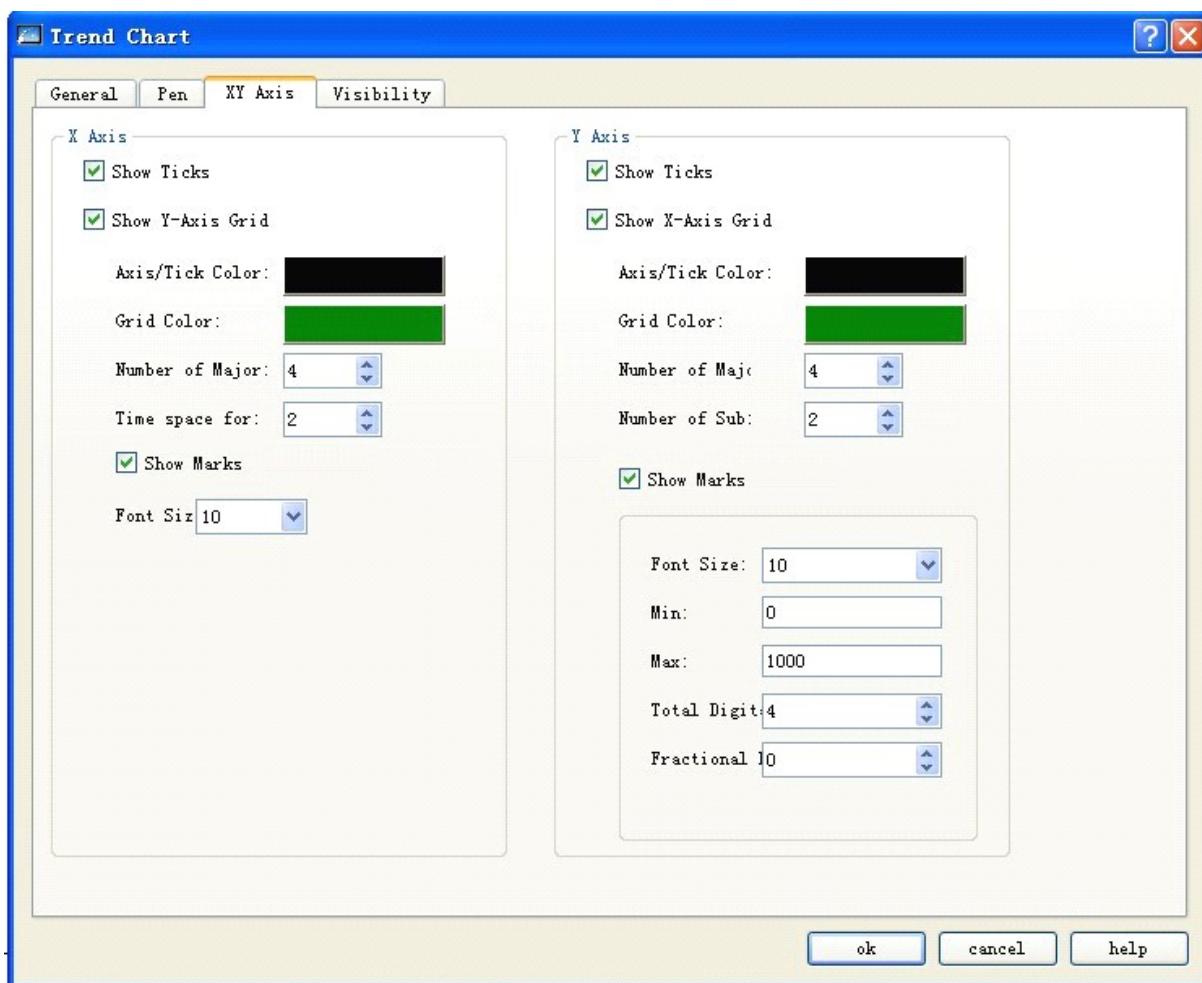 Trend Chart
General Pen XY Axis Visibility
X Axis
Show Ticks
Show Y-Axis Grid
Axis/Tick Color:
Grid Color:
Number of Major: 4
Time space for: 2
Show Marks
Font Siz 10
Y Axis
Show Ticks
Show X-Axis Grid
Axis/Tick Color:
Grid Color:
Number of Maj 4
Number of Sub: 2
Show Marks
Font Size: 10
Min: 0
Max: 1000
Total Digit 4
Fractional 0
ok cancel help